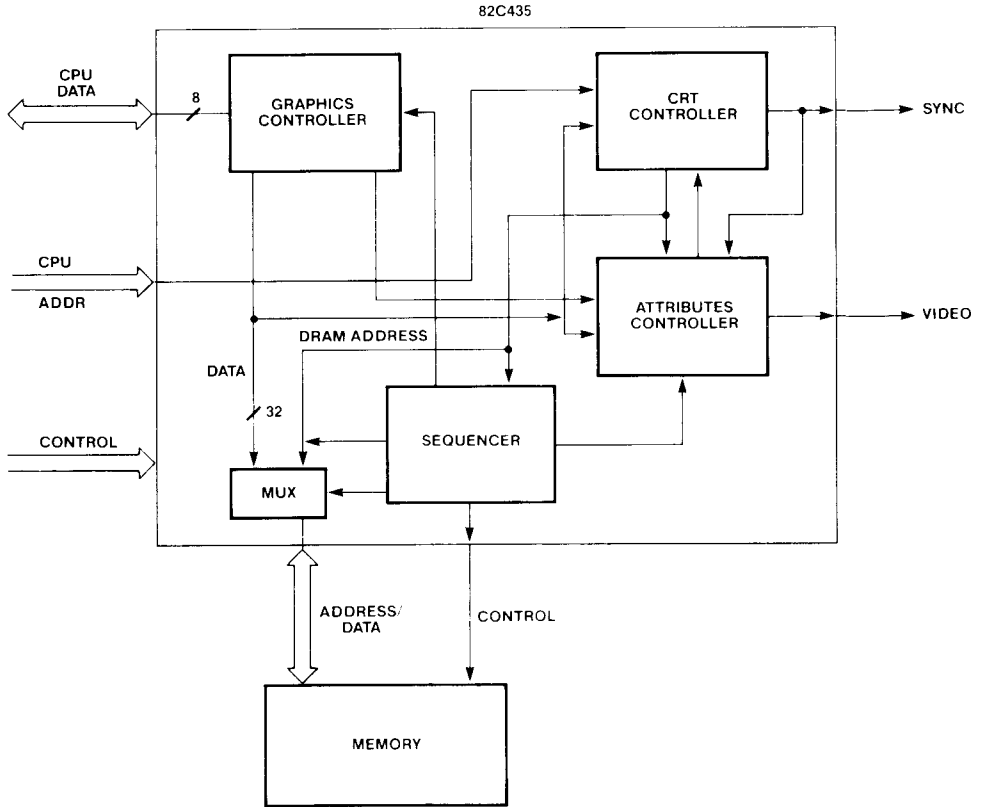 82C435
CPU
DATA
8
GRAPHICS
CONTROLLER
CRT
CONTROLLER
SYNC
CPU
ADDR
ATTRIBUTES
CONTROLLER
VIDEO
DRAM ADDRESS
DATA
32
CONTROL
SEQUENCER
MUX
ADDRESS/
DATA
CONTROL
MEMORY